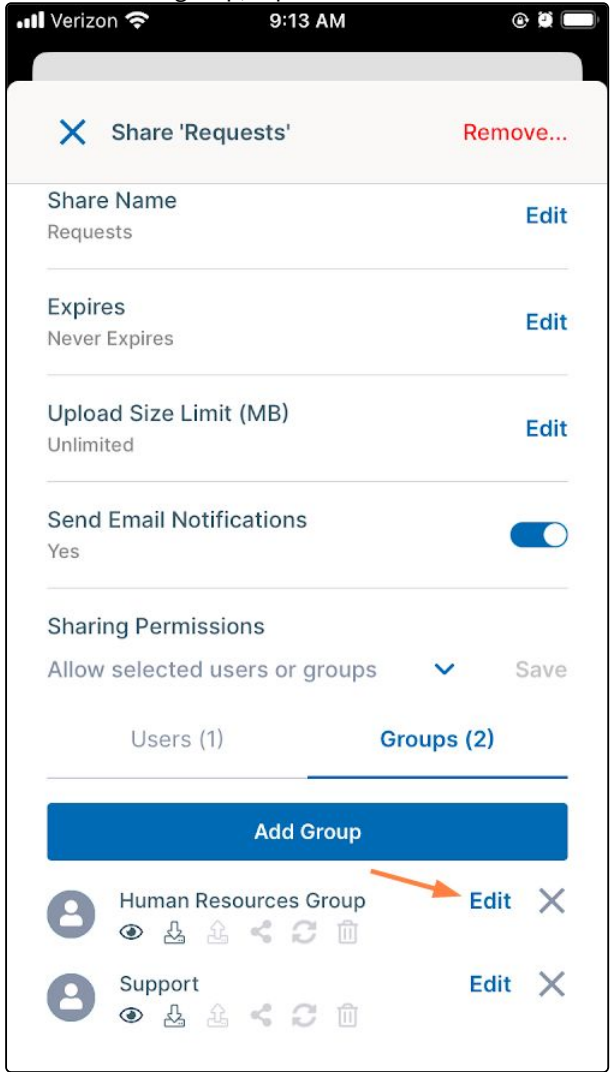 Verizon 9:13 AM
Share 'Requests' Remove...
Share Name
Edit
Requests
Expires
Edit
Never Expires
Upload Size Limit (MB)
Edit
Unlimited
Send Email Notifications
Yes
Sharing Permissions
Allow selected users or groups Save
Users (1) Groups (2)
Add Group
Human Resources Group Edit
Support Edit